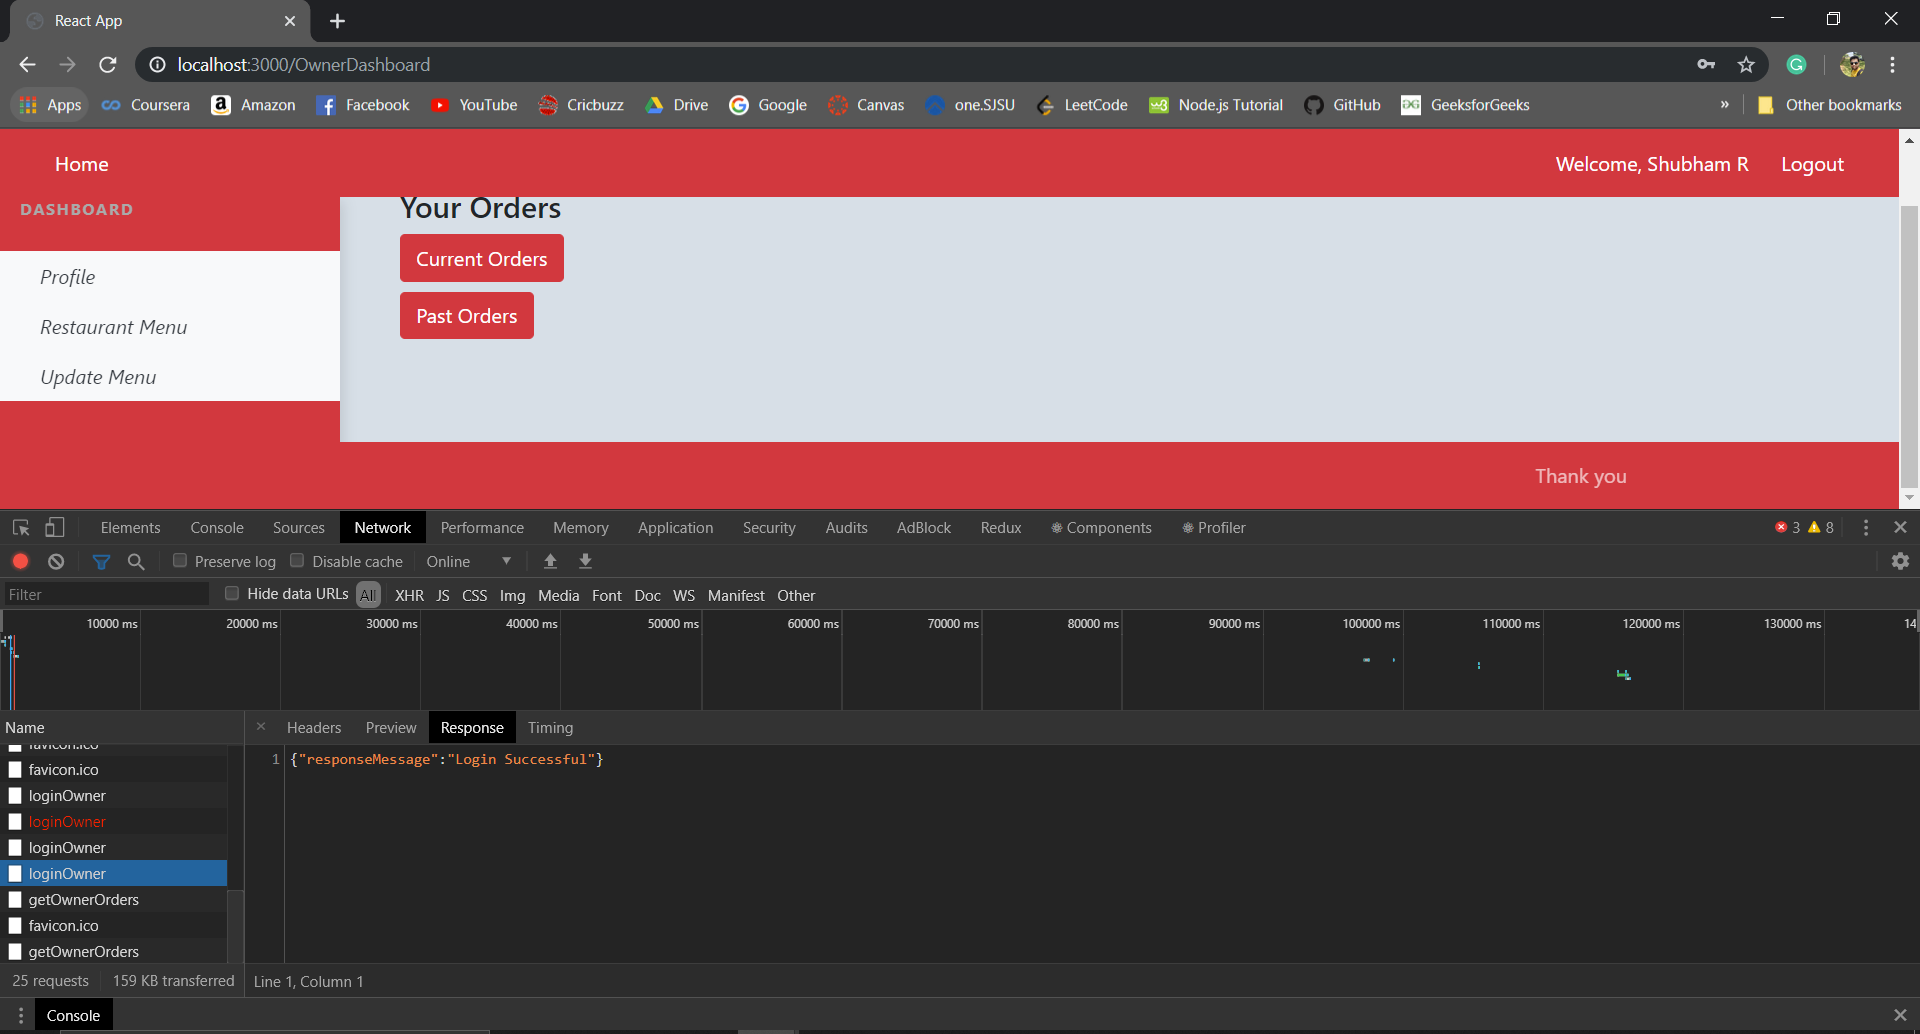 React App
localhost:3000/OwnerDashboard
Apps Coursera Amazon Facebook YouTube Cricbuzz Drive Google Canvas one.SJSU LeetCode Node.js Tutorial GitHub GeeksforGeeks » Other bookmarks
Home Welcome, Shubham R Logout
DASHBOARD
Your Orders
Current Orders
Profile
Past Orders
Restaurant Menu
Update Menu
Thank you
Elements Console Sources Network Performance Memory Application Security Audits AdBlock Redux Components Profiler 3 8
Preserve log Disable cache Online
Filter Hide data URLs All XHR JS CSS Img Media Font Doc WS Manifest Other
10000 ms 20000 ms 30000 ms 40000 ms 50000 ms 60000 ms 70000 ms 80000 ms 90000 ms 100000 ms 110000 ms 120000 ms 130000 ms 14
Name Headers Preview Response Timing
favicon.ico
1 {"responseMessage":"Login Successful"}
favicon.ico
loginOwner
loginOwner
loginOwner
loginOwner
getOwnerOrders
favicon.ico
getOwnerOrders
25 requests 159 KB transferred Line 1, Column 1
Console